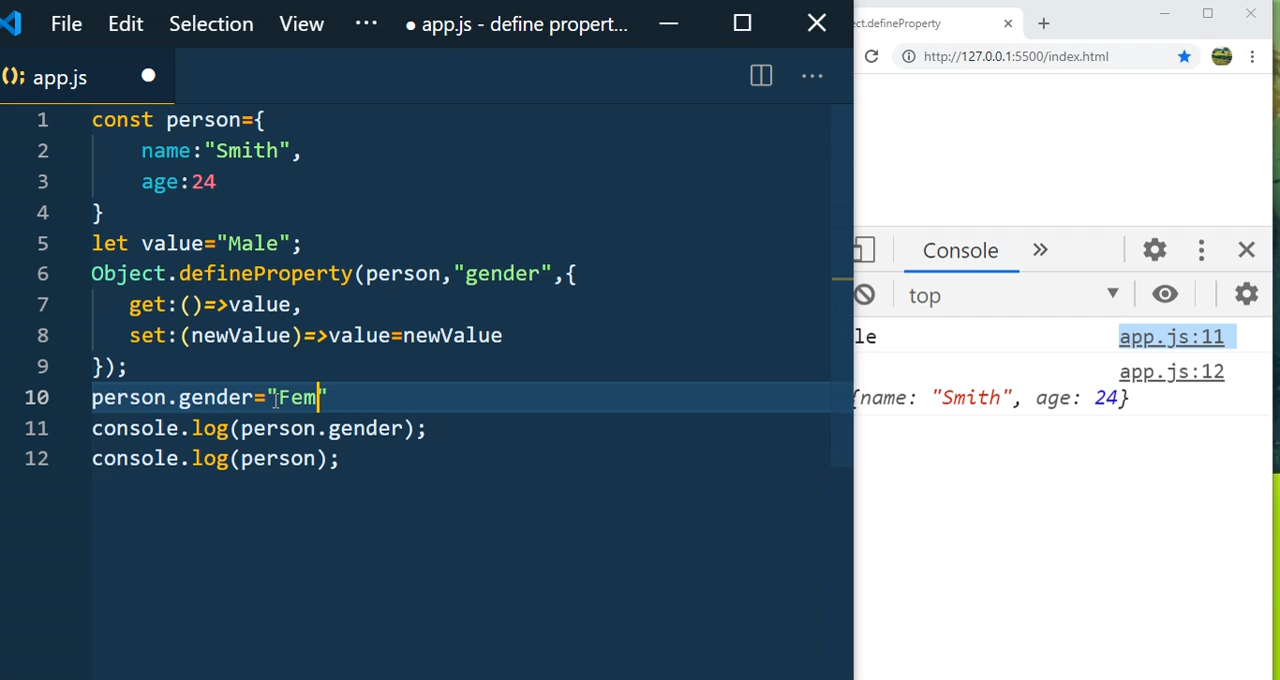 File Edit Selection View ··· ● app.js - define propert...
ct.defineProperty
http://127.0.0.1:5500/index.html
(); app.js
1 const person={
2 name:"Smith",
3 age:24
4 }
5 let value="Male";
6 Object.defineProperty(person,"gender",{
7 get:()=>value,
8 set:(newValue)=>value=newValue
9 });
10 person.gender="Fem"
11 console.log(person.gender);
12 console.log(person);
Console
top
le app.js:11
app.js:12
{name: "Smith", age: 24}